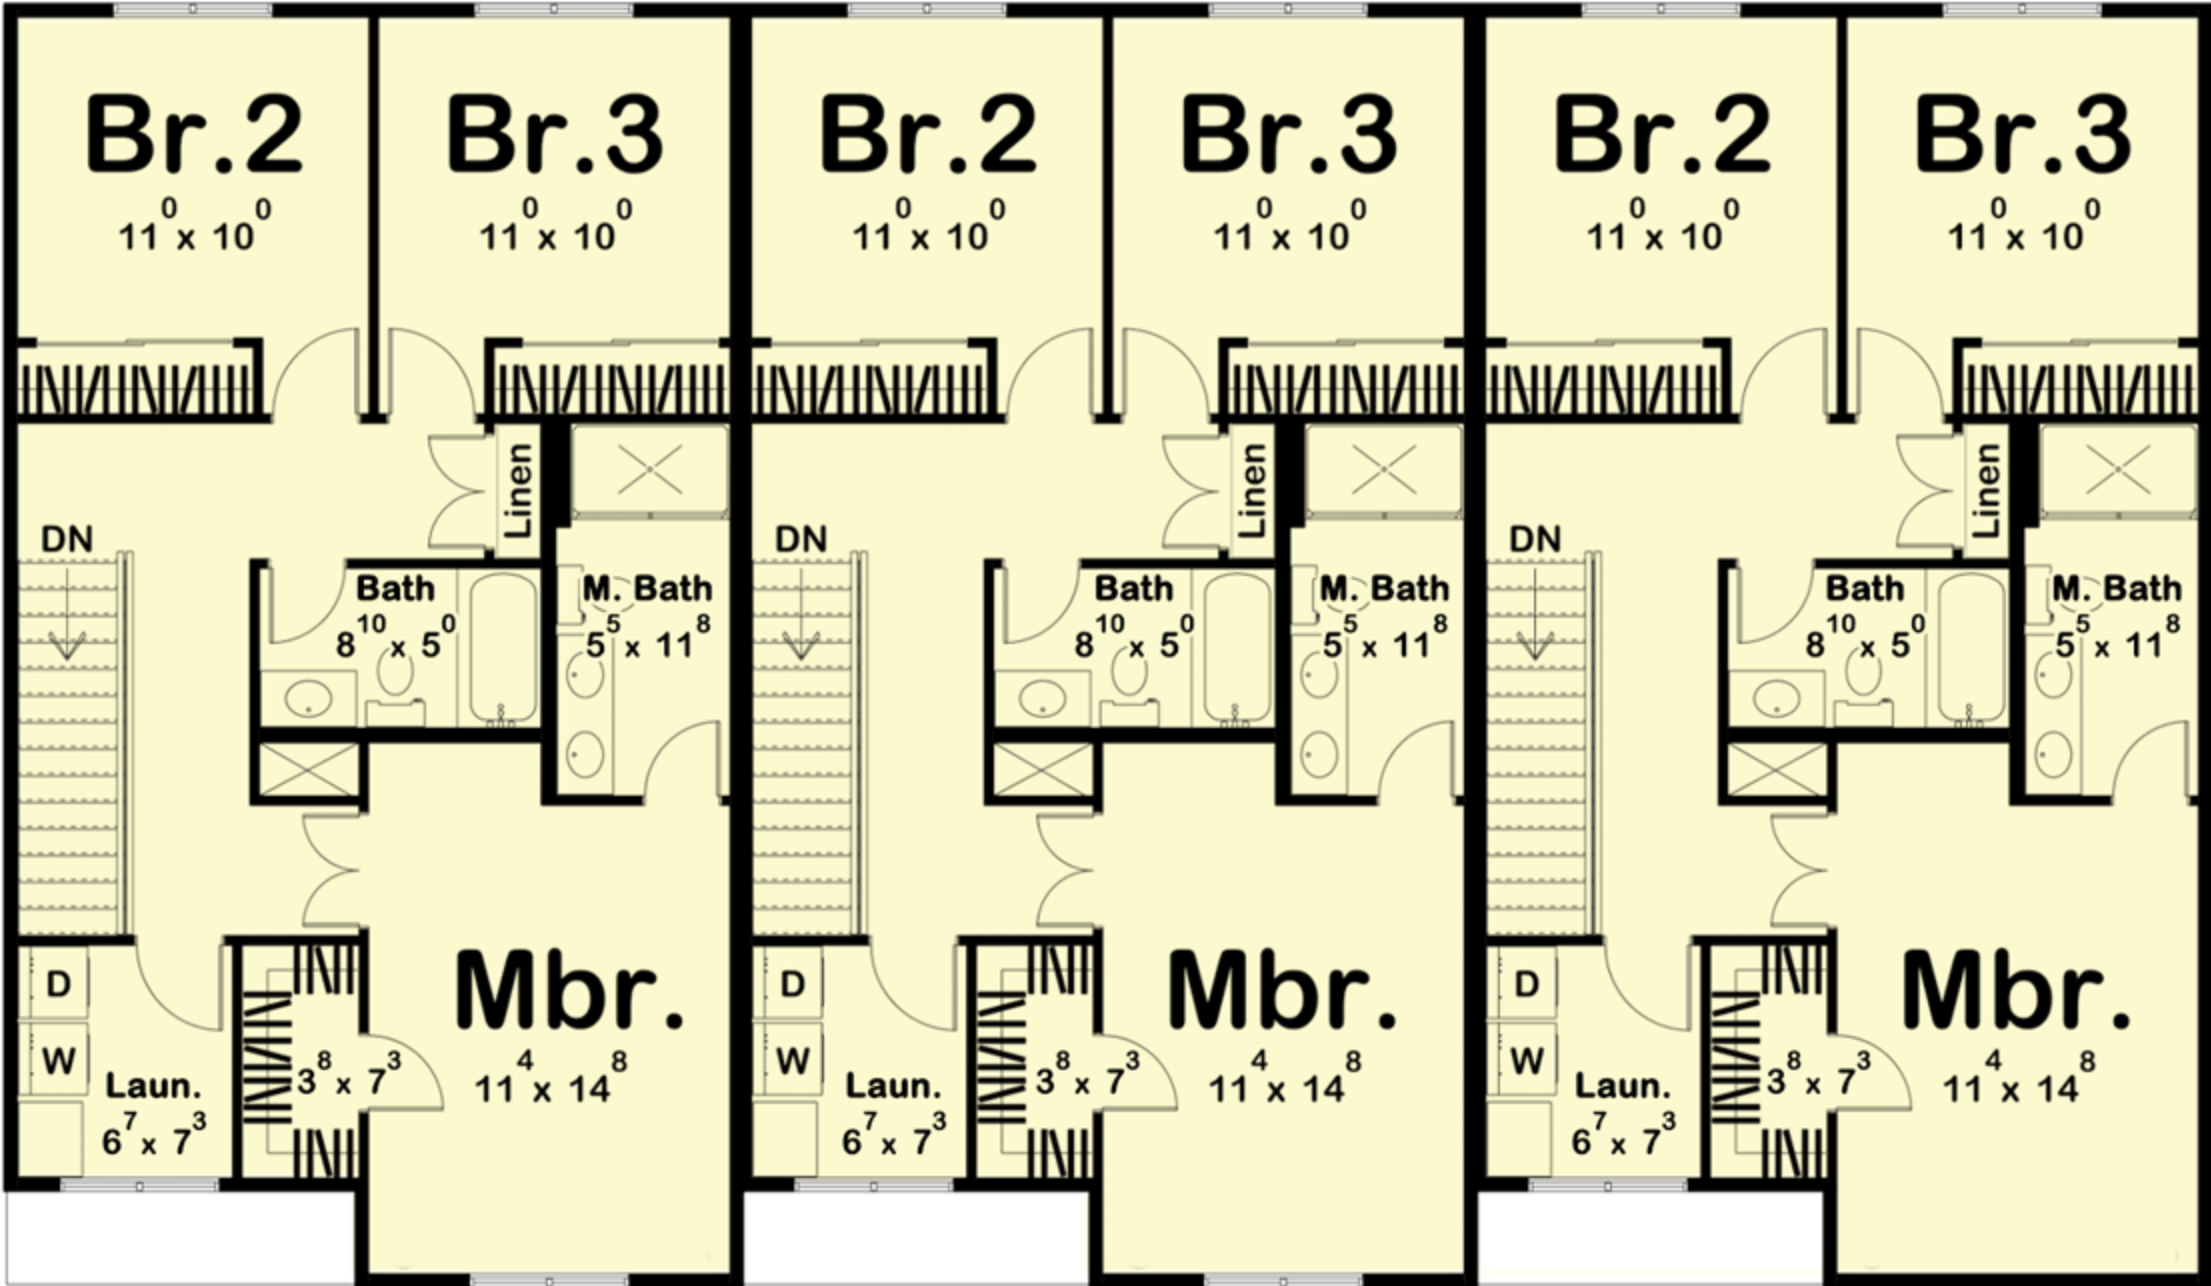 Br.2 Br.3 Br.2 Br.3 Br.2 Br.3
11⁰ x 10⁰ 11⁰ x 10⁰ 11⁰ x 10⁰ 11⁰ x 10⁰ 11⁰ x 10⁰ 11⁰ x 10⁰
Linen Linen Linen
DN DN DN
Bath M. Bath Bath M. Bath Bath M. Bath
8¹⁰ x 5⁰ 5⁵ x 11⁸ 8¹⁰ x 5⁰ 5⁵ x 11⁸ 8¹⁰ x 5⁰ 5⁵ x 11⁸
D Mbr. D Mbr. D Mbr.
W 3⁸ x 7³ 11⁴ x 14⁸ W 3⁸ x 7³ 11⁴ x 14⁸ W 3⁸ x 7³ 11⁴ x 14⁸
Laun. Laun. Laun.
6⁷ x 7³ 6⁷ x 7³ 6⁷ x 7³